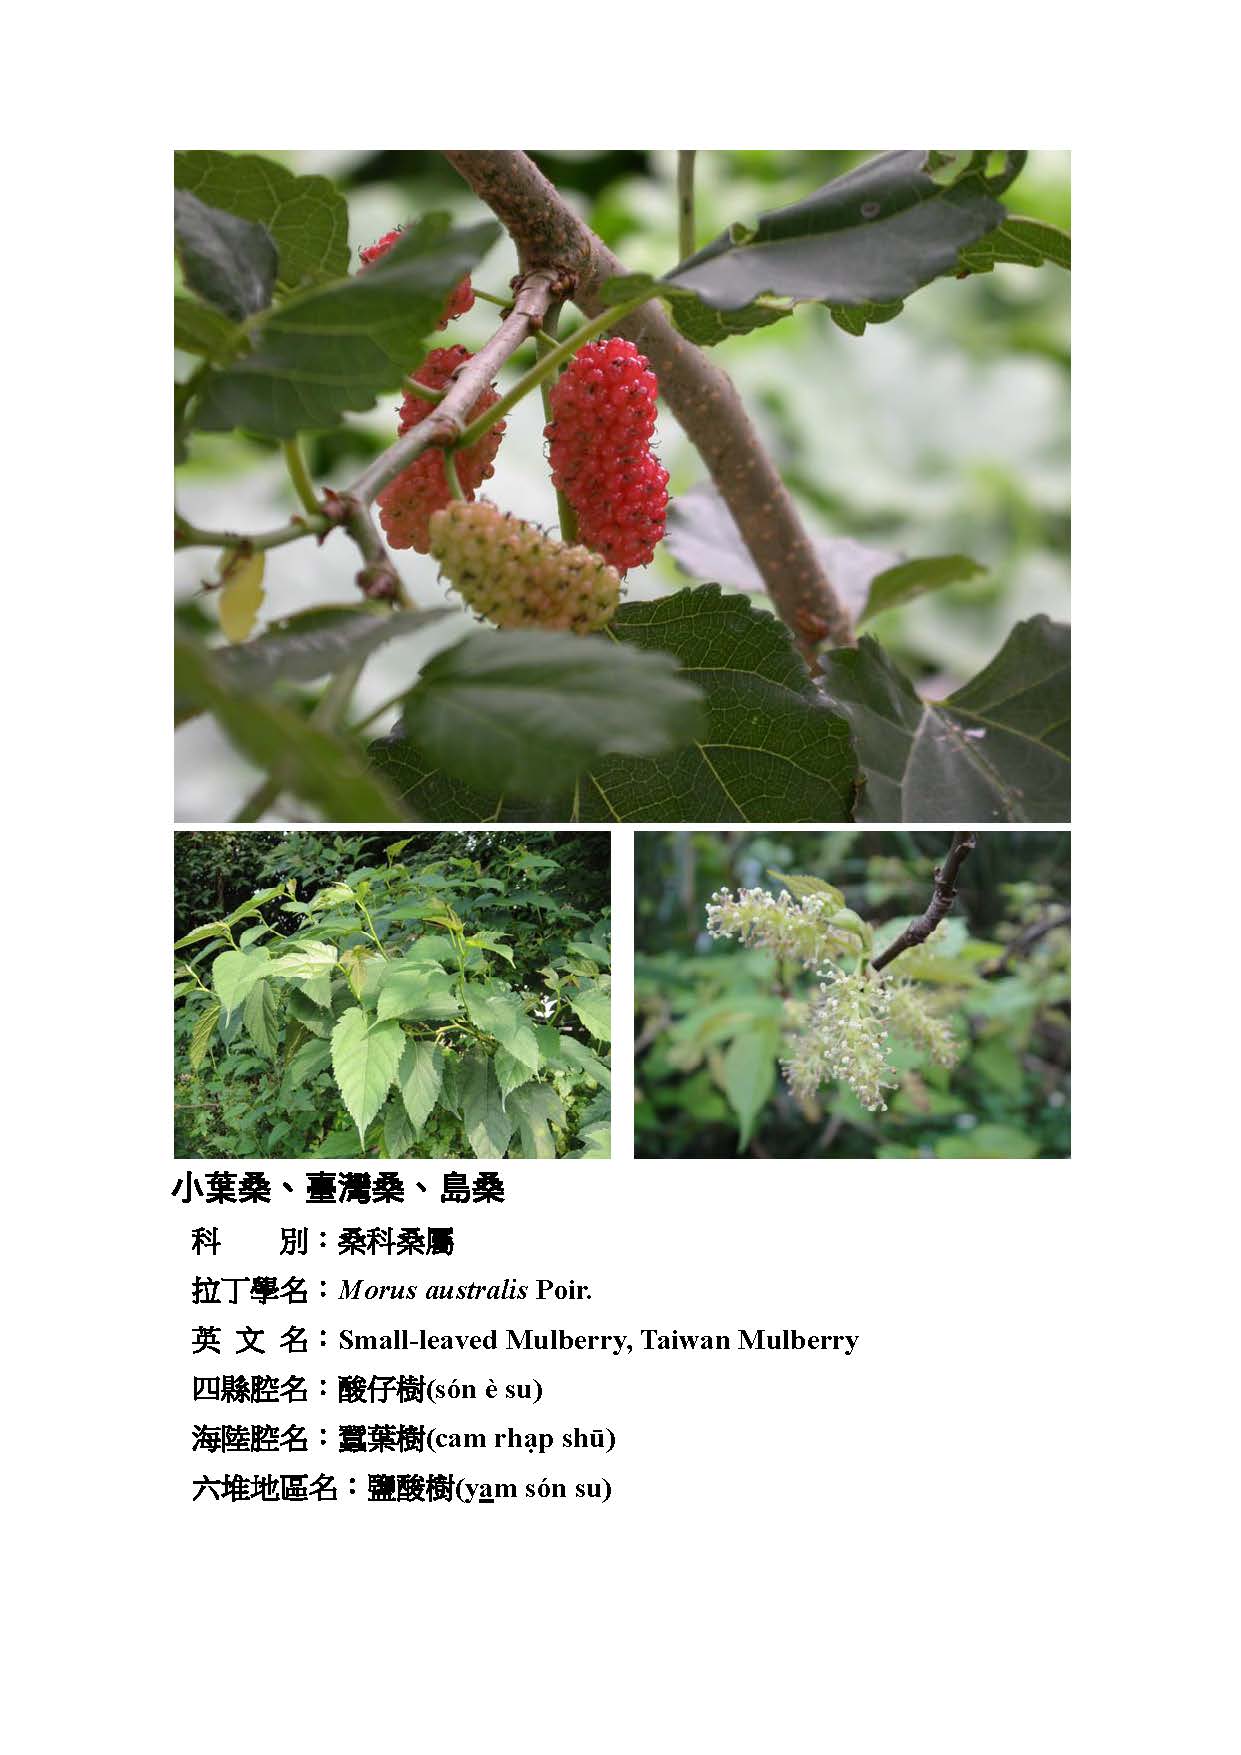 小葉桑、臺灣桑、島桑
科　　別：桑科桑屬
拉丁學名：Morus australis Poir.
英 文 名：Small-leaved Mulberry, Taiwan Mulberry
四縣腔名：酸仔樹(són è su)
海陸腔名：蠶葉樹(cam rhạp shū)
六堆地區名：鹽酸樹(ya̲m són su)